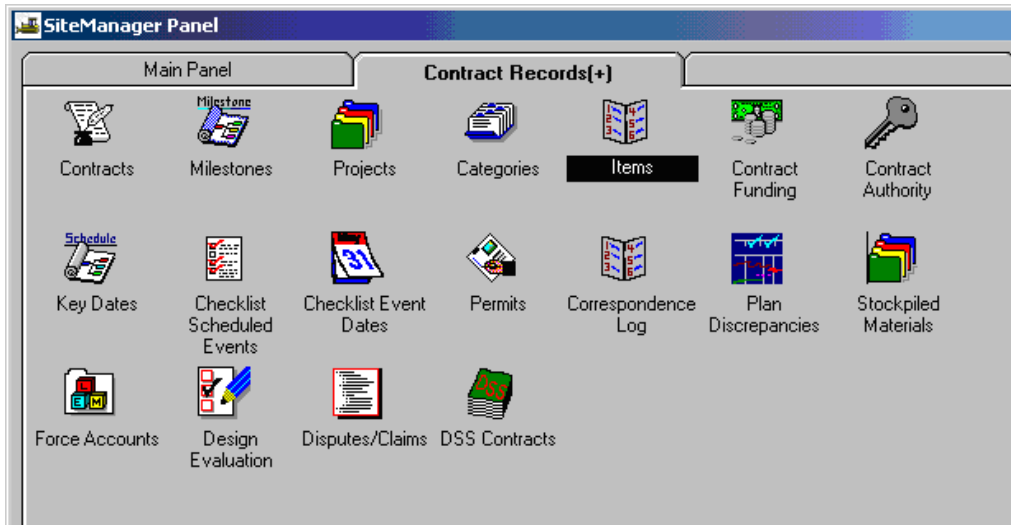 SiteManager Panel
Main Panel
Contract Records(+)
Milestone
Contracts
Milestones
Projects
Categories
Items
Contract
Funding
Contract
Authority
Schedule
May
31
Key Dates
Checklist
Scheduled
Events
Checklist Event
Dates
Permits
Correspondence
Log
Plan
Discrepancies
Stockpiled
Materials
L
E M
DSS
Force Accounts
Design
Evaluation
Disputes/Claims
DSS Contracts